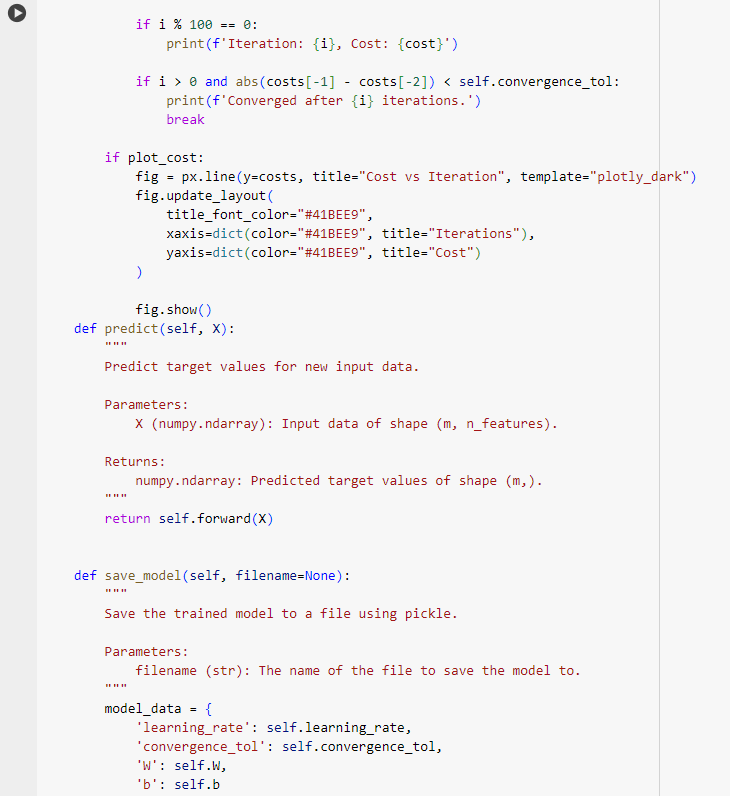 if i % 100 == 0:
print(f'Iteration: {i}, Cost: {cost}')
if i > 0 and abs(costs[-1] - costs[-2]) < self.convergence_tol:
print(f'Converged after {i} iterations.')
break
if plot_cost:
fig = px.line(y=costs, title="Cost vs Iteration", template="plotly_dark")
fig.update_layout(
title_font_color="#41BEE9",
xaxis=dict(color="#41BEE9", title="Iterations"),
yaxis=dict(color="#41BEE9", title="Cost")
)
fig.show()
def predict(self, X):
"""
Predict target values for new input data.
Parameters:
X (numpy.ndarray): Input data of shape (m, n_features).
Returns:
numpy.ndarray: Predicted target values of shape (m,).
"""
return self.forward(X)
def save_model(self, filename=None):
"""
Save the trained model to a file using pickle.
Parameters:
filename (str): The name of the file to save the model to.
"""
model_data = {
'learning_rate': self.learning_rate,
'convergence_tol': self.convergence_tol,
'W': self.W,
'b': self.b